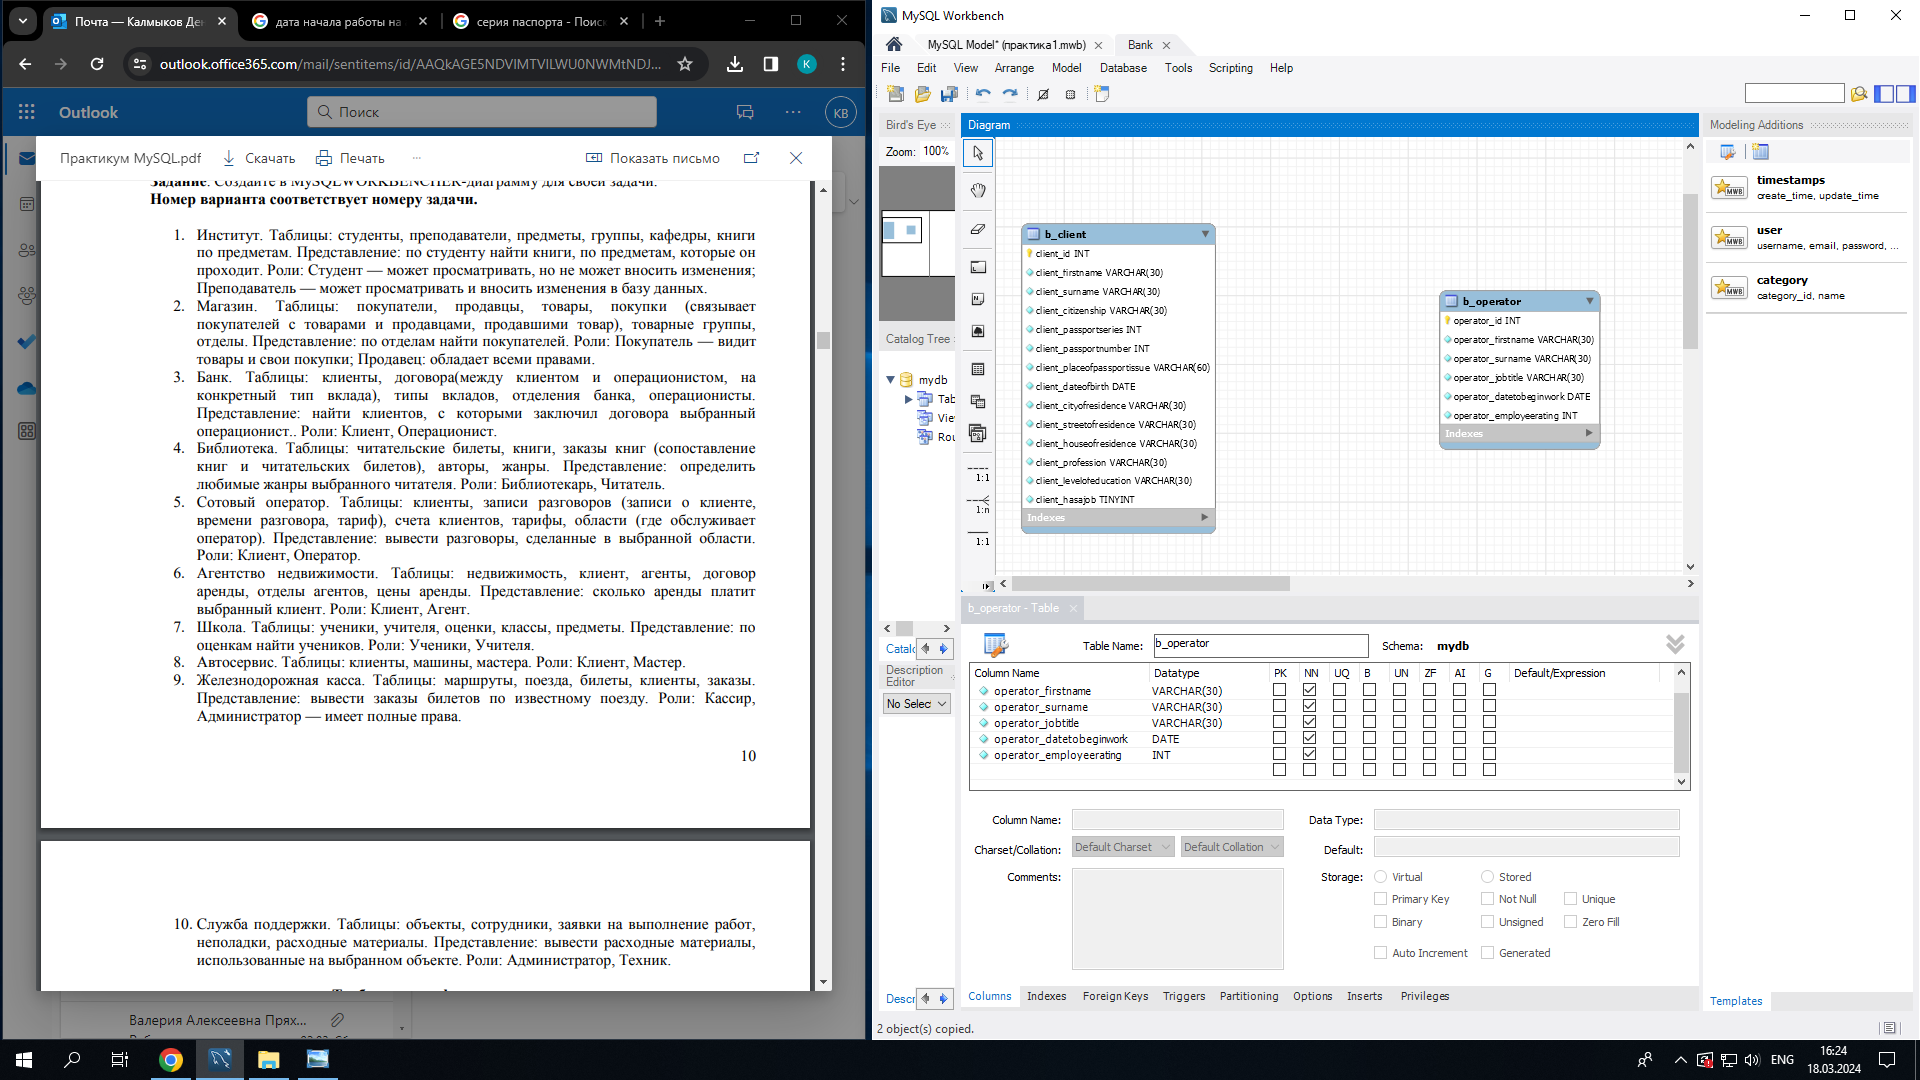 Почта — Калмыков Ден
дата начала работы на
серия паспорта - Поис
outlook.office365.com/mail/sentitems/id/AAQkAGE5NDVlMTVlLWU0NWMtNDJ...
K
Outlook
Поиск
КВ
Практикум MySQL.pdf
Скачать
Печать
Показать письмо
Задание. Создайте в MySQLWORKBENCHER-диаграмму для своей задачи.
Номер варианта соответствует номеру задачи.
1. Институт. Таблицы: студенты, преподаватели, предметы, группы, кафедры, книги
по предметам. Представление: по студенту найти книги, по предметам, которые он
проходит. Роли: Студент — может просматривать, но не может вносить изменения;
Преподаватель — может просматривать и вносить изменения в базу данных.
2. Магазин. Таблицы: покупатели, продавцы, товары, покупки (связывает
покупателей с товарами и продавцами, продавшими товар), товарные группы,
отделы. Представление: по отделам найти покупателей. Роли: Покупатель — видит
товары и свои покупки; Продавец: обладает всеми правами.
3. Банк. Таблицы: клиенты, договора(между клиентом и операционистом, на
конкретный тип вклада), типы вкладов, отделения банка, операционисты.
Представление: найти клиентов, с которыми заключил договора выбранный
операционист.. Роли: Клиент, Операционист.
4. Библиотека. Таблицы: читательские билеты, книги, заказы книг (сопоставление
книг и читательских билетов), авторы, жанры. Представление: определить
любимые жанры выбранного читателя. Роли: Библиотекарь, Читатель.
5. Сотовый оператор. Таблицы: клиенты, записи разговоров (записи о клиенте,
времени разговора, тариф), счета клиентов, тарифы, области (где обслуживает
оператор). Представление: вывести разговоры, сделанные в выбранной области.
Роли: Клиент, Оператор.
6. Агентство недвижимости. Таблицы: недвижимость, клиент, агенты, договор
аренды, отделы агентов, цены аренды. Представление: сколько аренды платит
выбранный клиент. Роли: Клиент, Агент.
7. Школа. Таблицы: ученики, учителя, оценки, классы, предметы. Представление: по
оценкам найти учеников. Роли: Ученики, Учителя.
8. Автосервис. Таблицы: клиенты, машины, мастера. Роли: Клиент, Мастер.
9. Железнодорожная касса. Таблицы: маршруты, поезда, билеты, клиенты, заказы.
Представление: вывести заказы билетов по известному поезду. Роли: Кассир,
Администратор — имеет полные права.
10
10. Служба поддержки. Таблицы: объекты, сотрудники, заявки на выполнение работ,
неполадки, расходные материалы. Представление: вывести расходные материалы,
использованные на выбранном объекте. Роли: Администратор, Техник.
Валерия Алексеевна Прях...
MySQL Workbench
MySQL Model* (практика1.mwb)
Bank
File Edit View Arrange Model Database Tools Scripting Help
Bird's Eye
Zoom: 100%
Catalog Tree
mydb
Tab
Vie
Rou
Catalo
Description
Editor
No Selec
Descr
Diagram
1:1
1:n
1:1
b_client
client_id INT
client_firstname VARCHAR(30)
client_surname VARCHAR(30)
client_citizenship VARCHAR(30)
client_passportseries INT
client_passportnumber INT
client_placeofpassportissue VARCHAR(60)
client_dateofbirth DATE
client_cityofresidence VARCHAR(30)
client_streetofresidence VARCHAR(30)
client_houseofresidence VARCHAR(30)
client_profession VARCHAR(30)
client_levelofeducation VARCHAR(30)
client_hasajob TINYINT
Indexes
b_operator
operator_id INT
operator_firstname VARCHAR(30)
operator_surname VARCHAR(30)
operator_jobtitle VARCHAR(30)
operator_datetobeginwork DATE
operator_employeerating INT
Indexes
b_operator - Table
Table Name: b_operator Schema: mydb
Column Name Datatype PK NN UQ B UN ZF AI G Default/Expression
operator_firstname VARCHAR(30)
operator_surname VARCHAR(30)
operator_jobtitle VARCHAR(30)
operator_datetobeginwork DATE
operator_employeerating INT
Column Name: Data Type:
Charset/Collation: Default Charset Default Collation Default:
Comments: Storage: Virtual Stored
Primary Key Not Null Unique
Binary Unsigned Zero Fill
Auto Increment Generated
Columns Indexes Foreign Keys Triggers Partitioning Options Inserts Privileges
Modeling Additions
MWB
timestamps
create_time, update_time
MWB
user
username, email, password, ...
MWB
category
category_id, name
Templates
2 object(s) copied.
ENG
16:24
18.03.2024